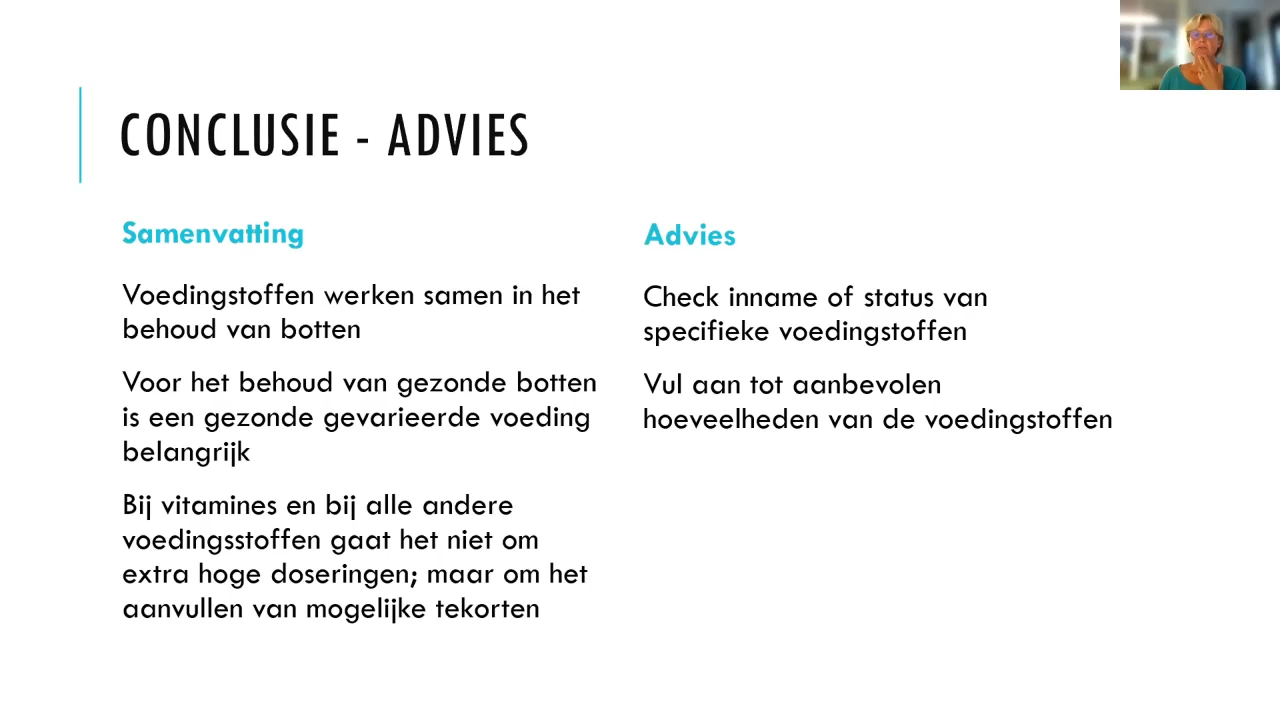 CONCLUSIE - ADVIES
Samenvatting
Voedingstoffen werken samen in het
behoud van botten
Voor het behoud van gezonde botten
is een gezonde gevarieerde voeding
belangrijk
Bij vitamines en bij alle andere
voedingsstoffen gaat het niet om
extra hoge doseringen; maar om het
aanvullen van mogelijke tekorten
Advies
Check inname of status van
specifieke voedingstoffen
Vul aan tot aanbevolen
hoeveelheden van de voedingstoffen